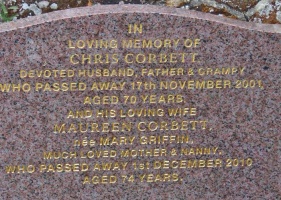 IN
LOVING MEMORY OF
CHRIS CORBETT
DEVOTED HUSBAND, FATHER & GRAMPY
WHO PASSED AWAY 17th NOVEMBER 2001
AGED 70 YEARS,
AND HIS LOVING WIFE
MAUREEN CORBETT,
née MARY GRIFFIN,
MUCH LOVED MOTHER & NANNY,
WHO PASSED AWAY 1st DECEMBER 2010
AGED 74 YEARS.